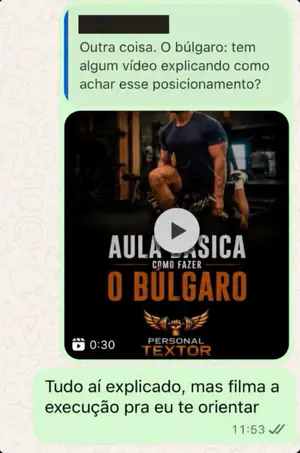 Outra coisa. O búlgaro: tem
algum vídeo explicando como
achar esse posicionamento?
AULA BÁSICA
COMO FAZER
O BÚLGARO
PERSONAL
TEXTOR
0:30
Tudo aí explicado, mas filma a
execução pra eu te orientar
11:53